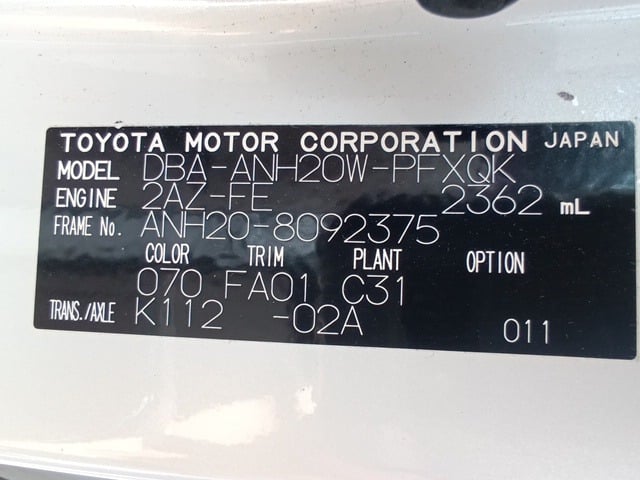 TOYOTA MOTOR CORPORATION JAPAN
MODEL DBA-ANH20W-PFXQK
ENGINE 2AZ-FE 2362 mL
FRAME No. ANH20-8092375
COLOR TRIM PLANT OPTION
070 FA01 C31
TRANS./AXLE K112 -02A
011